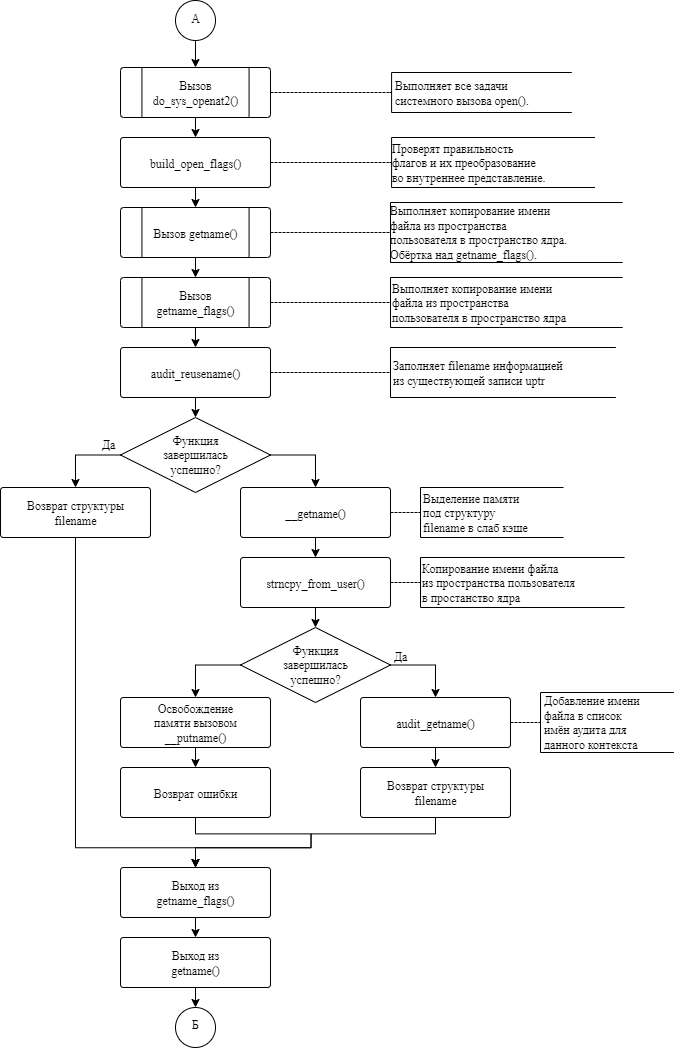 А
Вызов
do_sys_openat2()
Выполняет все задачи
системного вызова open().
build_open_flags()
Проверят правильность
флагов и их преобразование
во внутреннее представление.
Вызов getname()
Выполняет копирование имени
файла из пространства
пользователя в пространство ядра.
Обёртка над getname_flags().
Вызов
getname_flags()
Выполняет копирование имени
файла из пространства
пользователя в пространство ядра
audit_reusename()
Заполняет filename информацией
из существующей записи uptr
Функция
завершилась
успешно?
Да
Возврат структуры
filename
__getname()
Выделение памяти
под структуру
filename в слаб кэше
strncpy_from_user()
Копирование имени файла
из пространства пользователя
в простанство ядра
Функция
завершилась
успешно?
Да
Освобождение
памяти вызовом
__putname()
audit_getname()
Добавление имени
файла в список
имён аудита для
данного контекста
Возврат ошибки
Возврат структуры
filename
Выход из
getname_flags()
Выход из
getname()
Б